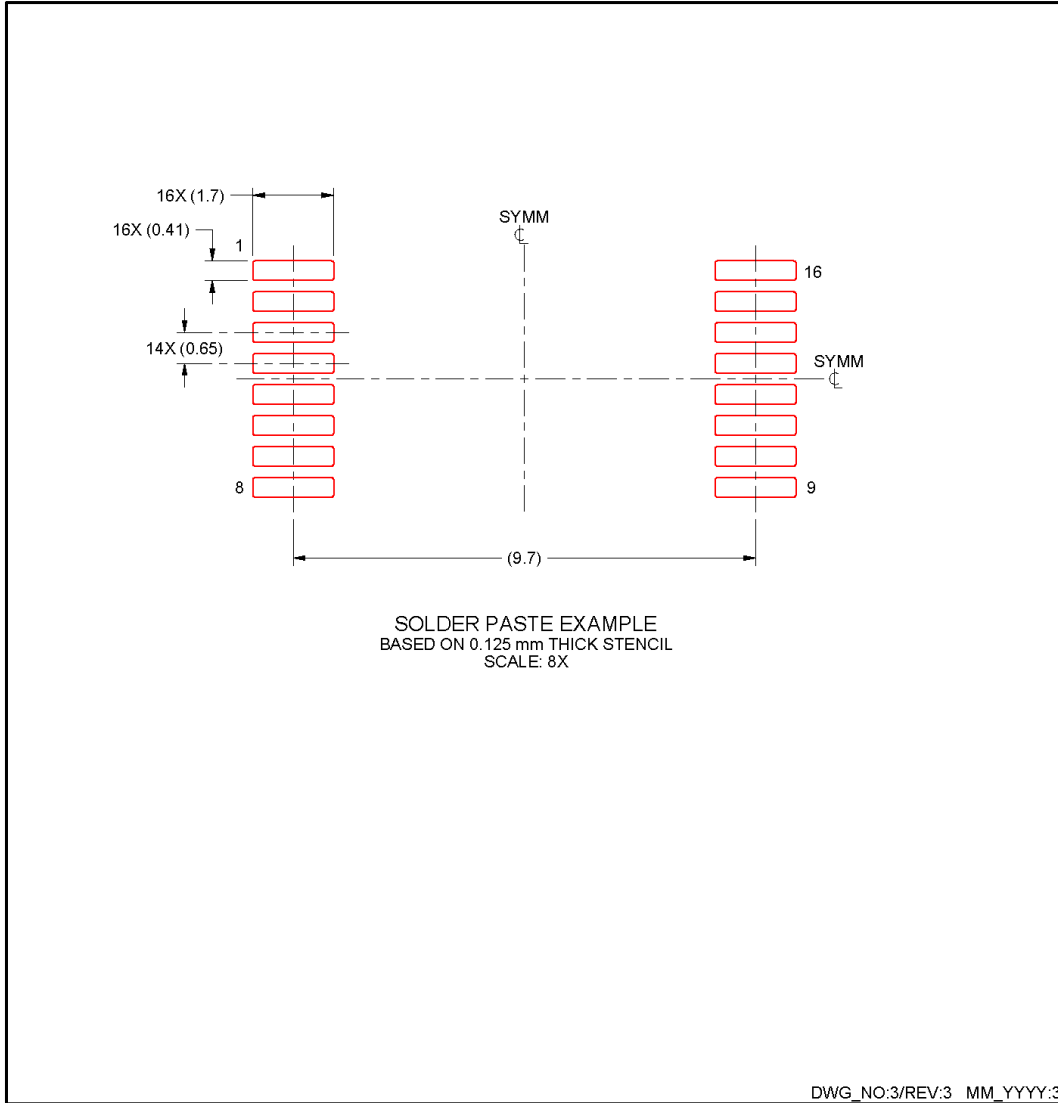 16X (1.7)
SYMM
16X (0.41)
1
16
14X (0.65)
SYMM
8
9
(9.7)
SOLDER PASTE EXAMPLE
BASED ON 0.125 mm THICK STENCIL
SCALE: 8X
DWG_NO:3/REV:3 MM_YYYY:3